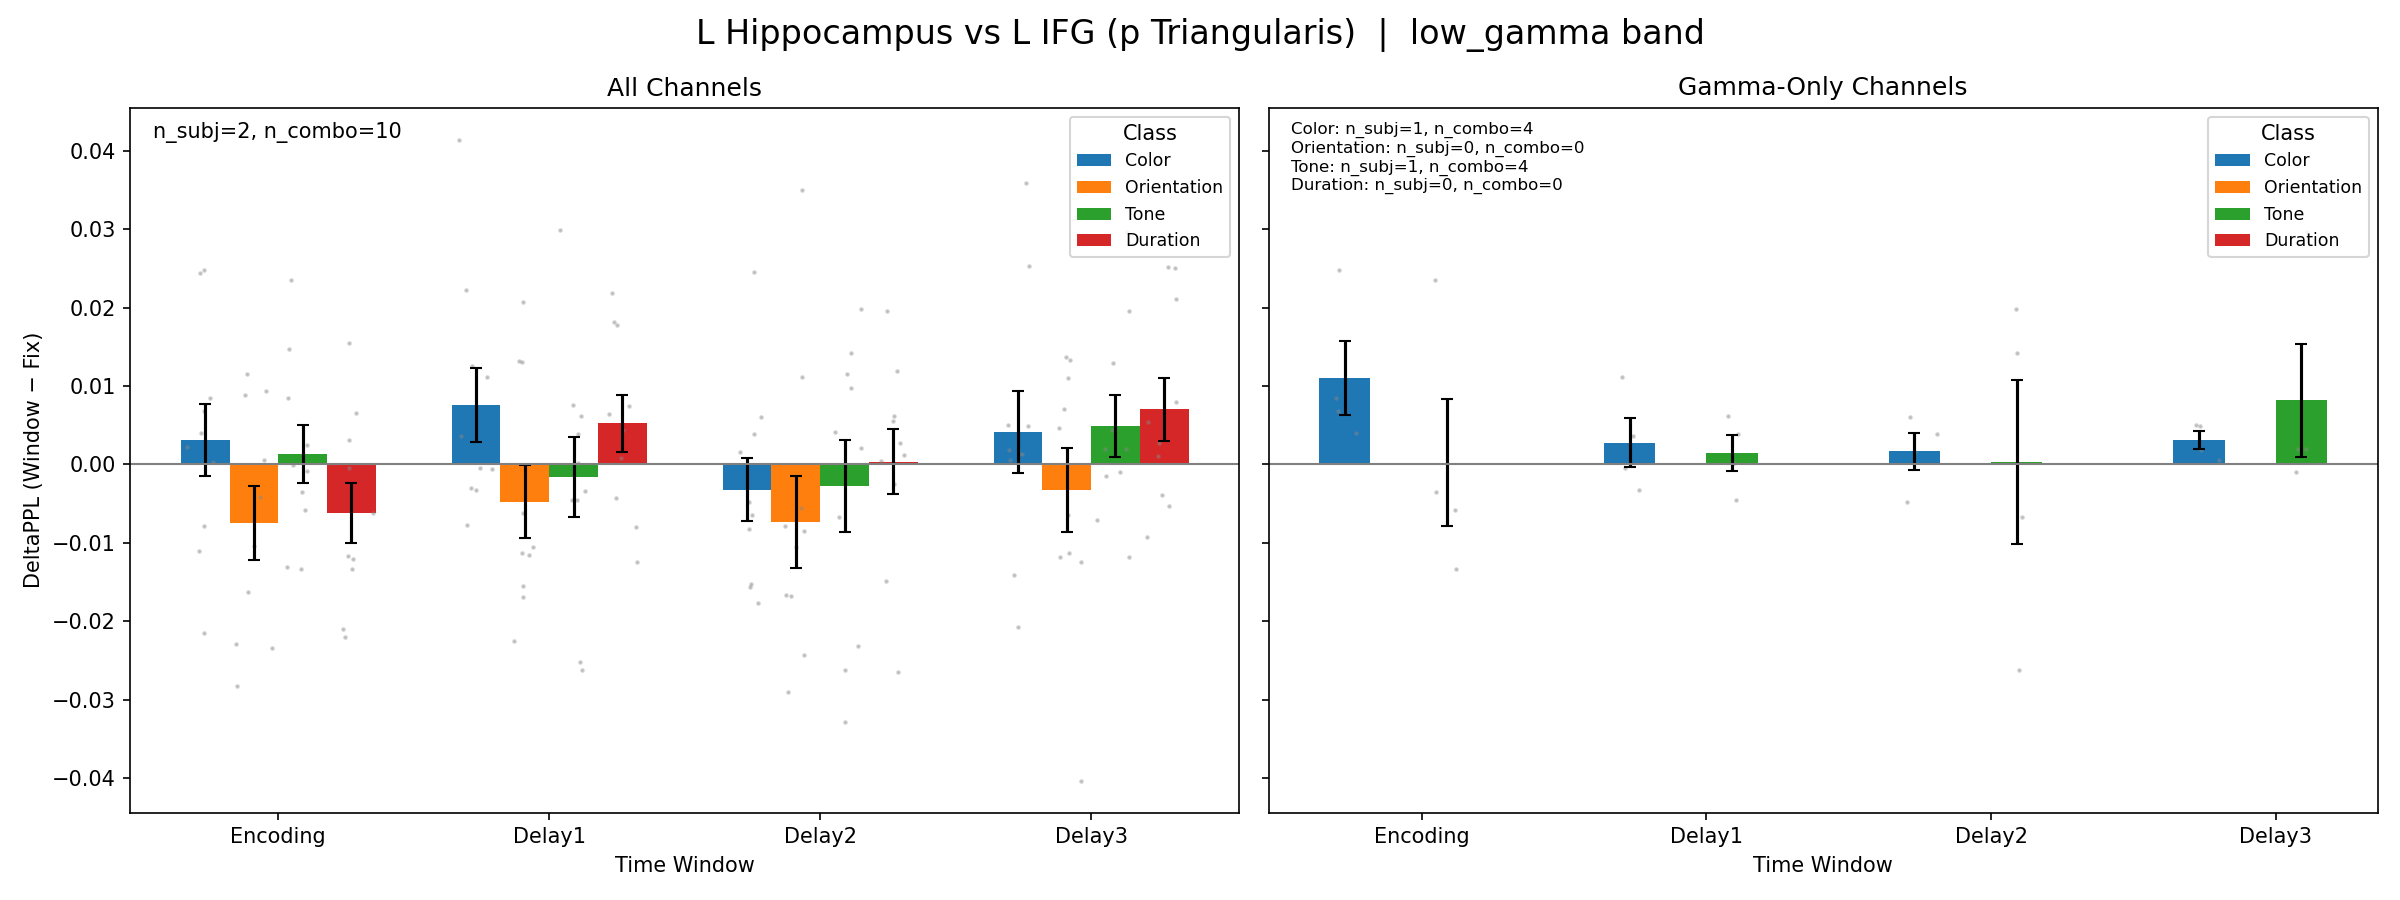 L Hippocampus vs L IFG (p Triangularis) | low_gamma band
All Channels
n_subj=2, n_combo=10
Class
Color
Orientation
Tone
Duration
0.04
0.03
0.02
0.01
0.00
−0.01
−0.02
−0.03
−0.04
DeltaPPL (Window − Fix)
Encoding
Delay1
Delay2
Delay3
Time Window
Gamma-Only Channels
Color: n_subj=1, n_combo=4
Orientation: n_subj=0, n_combo=0
Tone: n_subj=1, n_combo=4
Duration: n_subj=0, n_combo=0
Class
Color
Orientation
Tone
Duration
Encoding
Delay1
Delay2
Delay3
Time Window